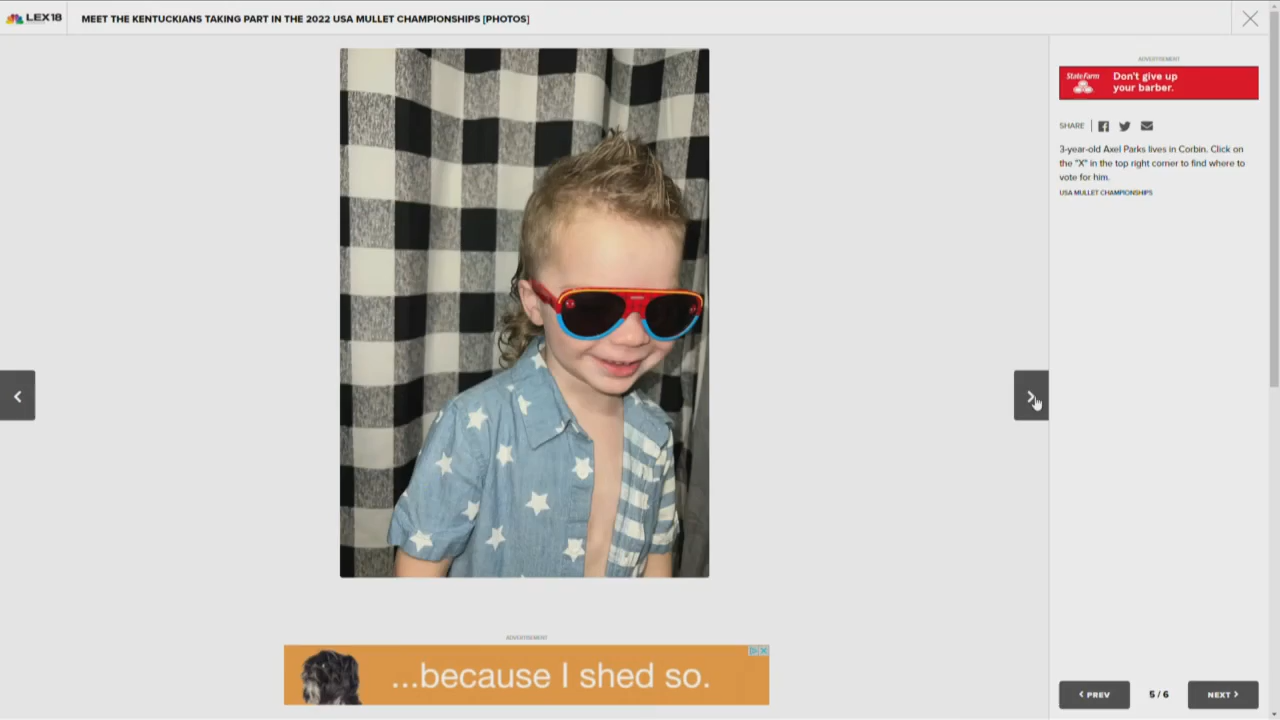 LEX18
MEET THE KENTUCKIANS TAKING PART IN THE 2022 USA MULLET CHAMPIONSHIPS [PHOTOS]
ADVERTISEMENT
StateFarm
Don't give up
your barber.
SHARE
3-year-old Axel Parks lives in Corbin. Click on
the "X" in the top right corner to find where to
vote for him.
USA MULLET CHAMPIONSHIPS
ADVERTISEMENT
...because I shed so.
PREV
5 / 6
NEXT